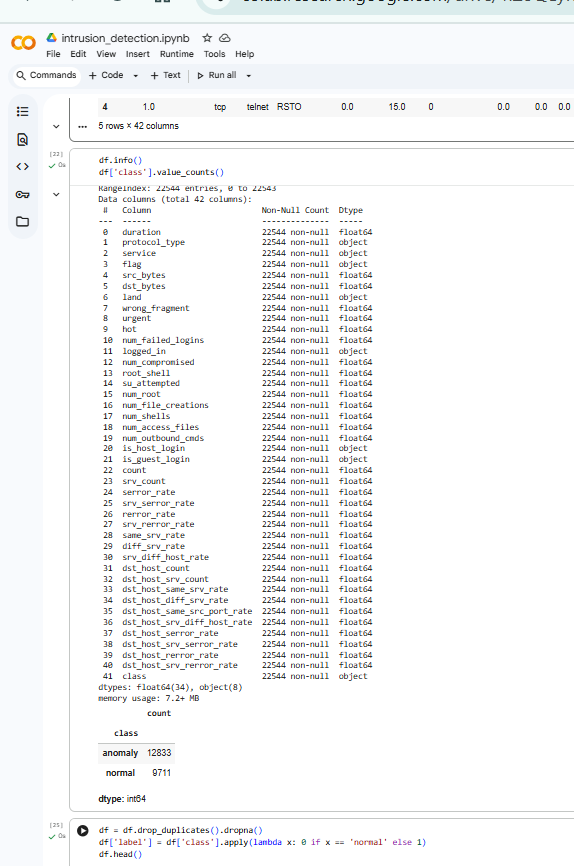 intrusion_detection.ipynb
File Edit View Insert Runtime Tools Help
Commands + Code + Text Run all
4 1.0 tcp telnet RSTO 0.0 15.0 0 0.0 0.0 0.0
... 5 rows × 42 columns
[22]
0s
df.info()
df['class'].value_counts()
RangeIndex: 22544 entries, 0 to 22543
Data columns (total 42 columns):
# Column Non-Null Count Dtype
--- ------ -------------- -----
0 duration 22544 non-null float64
1 protocol_type 22544 non-null object
2 service 22544 non-null object
3 flag 22544 non-null object
4 src_bytes 22544 non-null float64
5 dst_bytes 22544 non-null float64
6 land 22544 non-null object
7 wrong_fragment 22544 non-null float64
8 urgent 22544 non-null float64
9 hot 22544 non-null float64
10 num_failed_logins 22544 non-null float64
11 logged_in 22544 non-null object
12 num_compromised 22544 non-null float64
13 root_shell 22544 non-null float64
14 su_attempted 22544 non-null float64
15 num_root 22544 non-null float64
16 num_file_creations 22544 non-null float64
17 num_shells 22544 non-null float64
18 num_access_files 22544 non-null float64
19 num_outbound_cmds 22544 non-null float64
20 is_host_login 22544 non-null object
21 is_guest_login 22544 non-null object
22 count 22544 non-null float64
23 srv_count 22544 non-null float64
24 serror_rate 22544 non-null float64
25 srv_serror_rate 22544 non-null float64
26 rerror_rate 22544 non-null float64
27 srv_rerror_rate 22544 non-null float64
28 same_srv_rate 22544 non-null float64
29 diff_srv_rate 22544 non-null float64
30 srv_diff_host_rate 22544 non-null float64
31 dst_host_count 22544 non-null float64
32 dst_host_srv_count 22544 non-null float64
33 dst_host_same_srv_rate 22544 non-null float64
34 dst_host_diff_srv_rate 22544 non-null float64
35 dst_host_same_src_port_rate 22544 non-null float64
36 dst_host_srv_diff_host_rate 22544 non-null float64
37 dst_host_serror_rate 22544 non-null float64
38 dst_host_srv_serror_rate 22544 non-null float64
39 dst_host_rerror_rate 22544 non-null float64
40 dst_host_srv_rerror_rate 22544 non-null float64
41 class 22544 non-null object
dtypes: float64(34), object(8)
memory usage: 7.2+ MB
count
class
anomaly 12833
normal 9711
dtype: int64
[25]
0s
df = df.drop_duplicates().dropna()
df['label'] = df['class'].apply(lambda x: 0 if x == 'normal' else 1)
df.head()